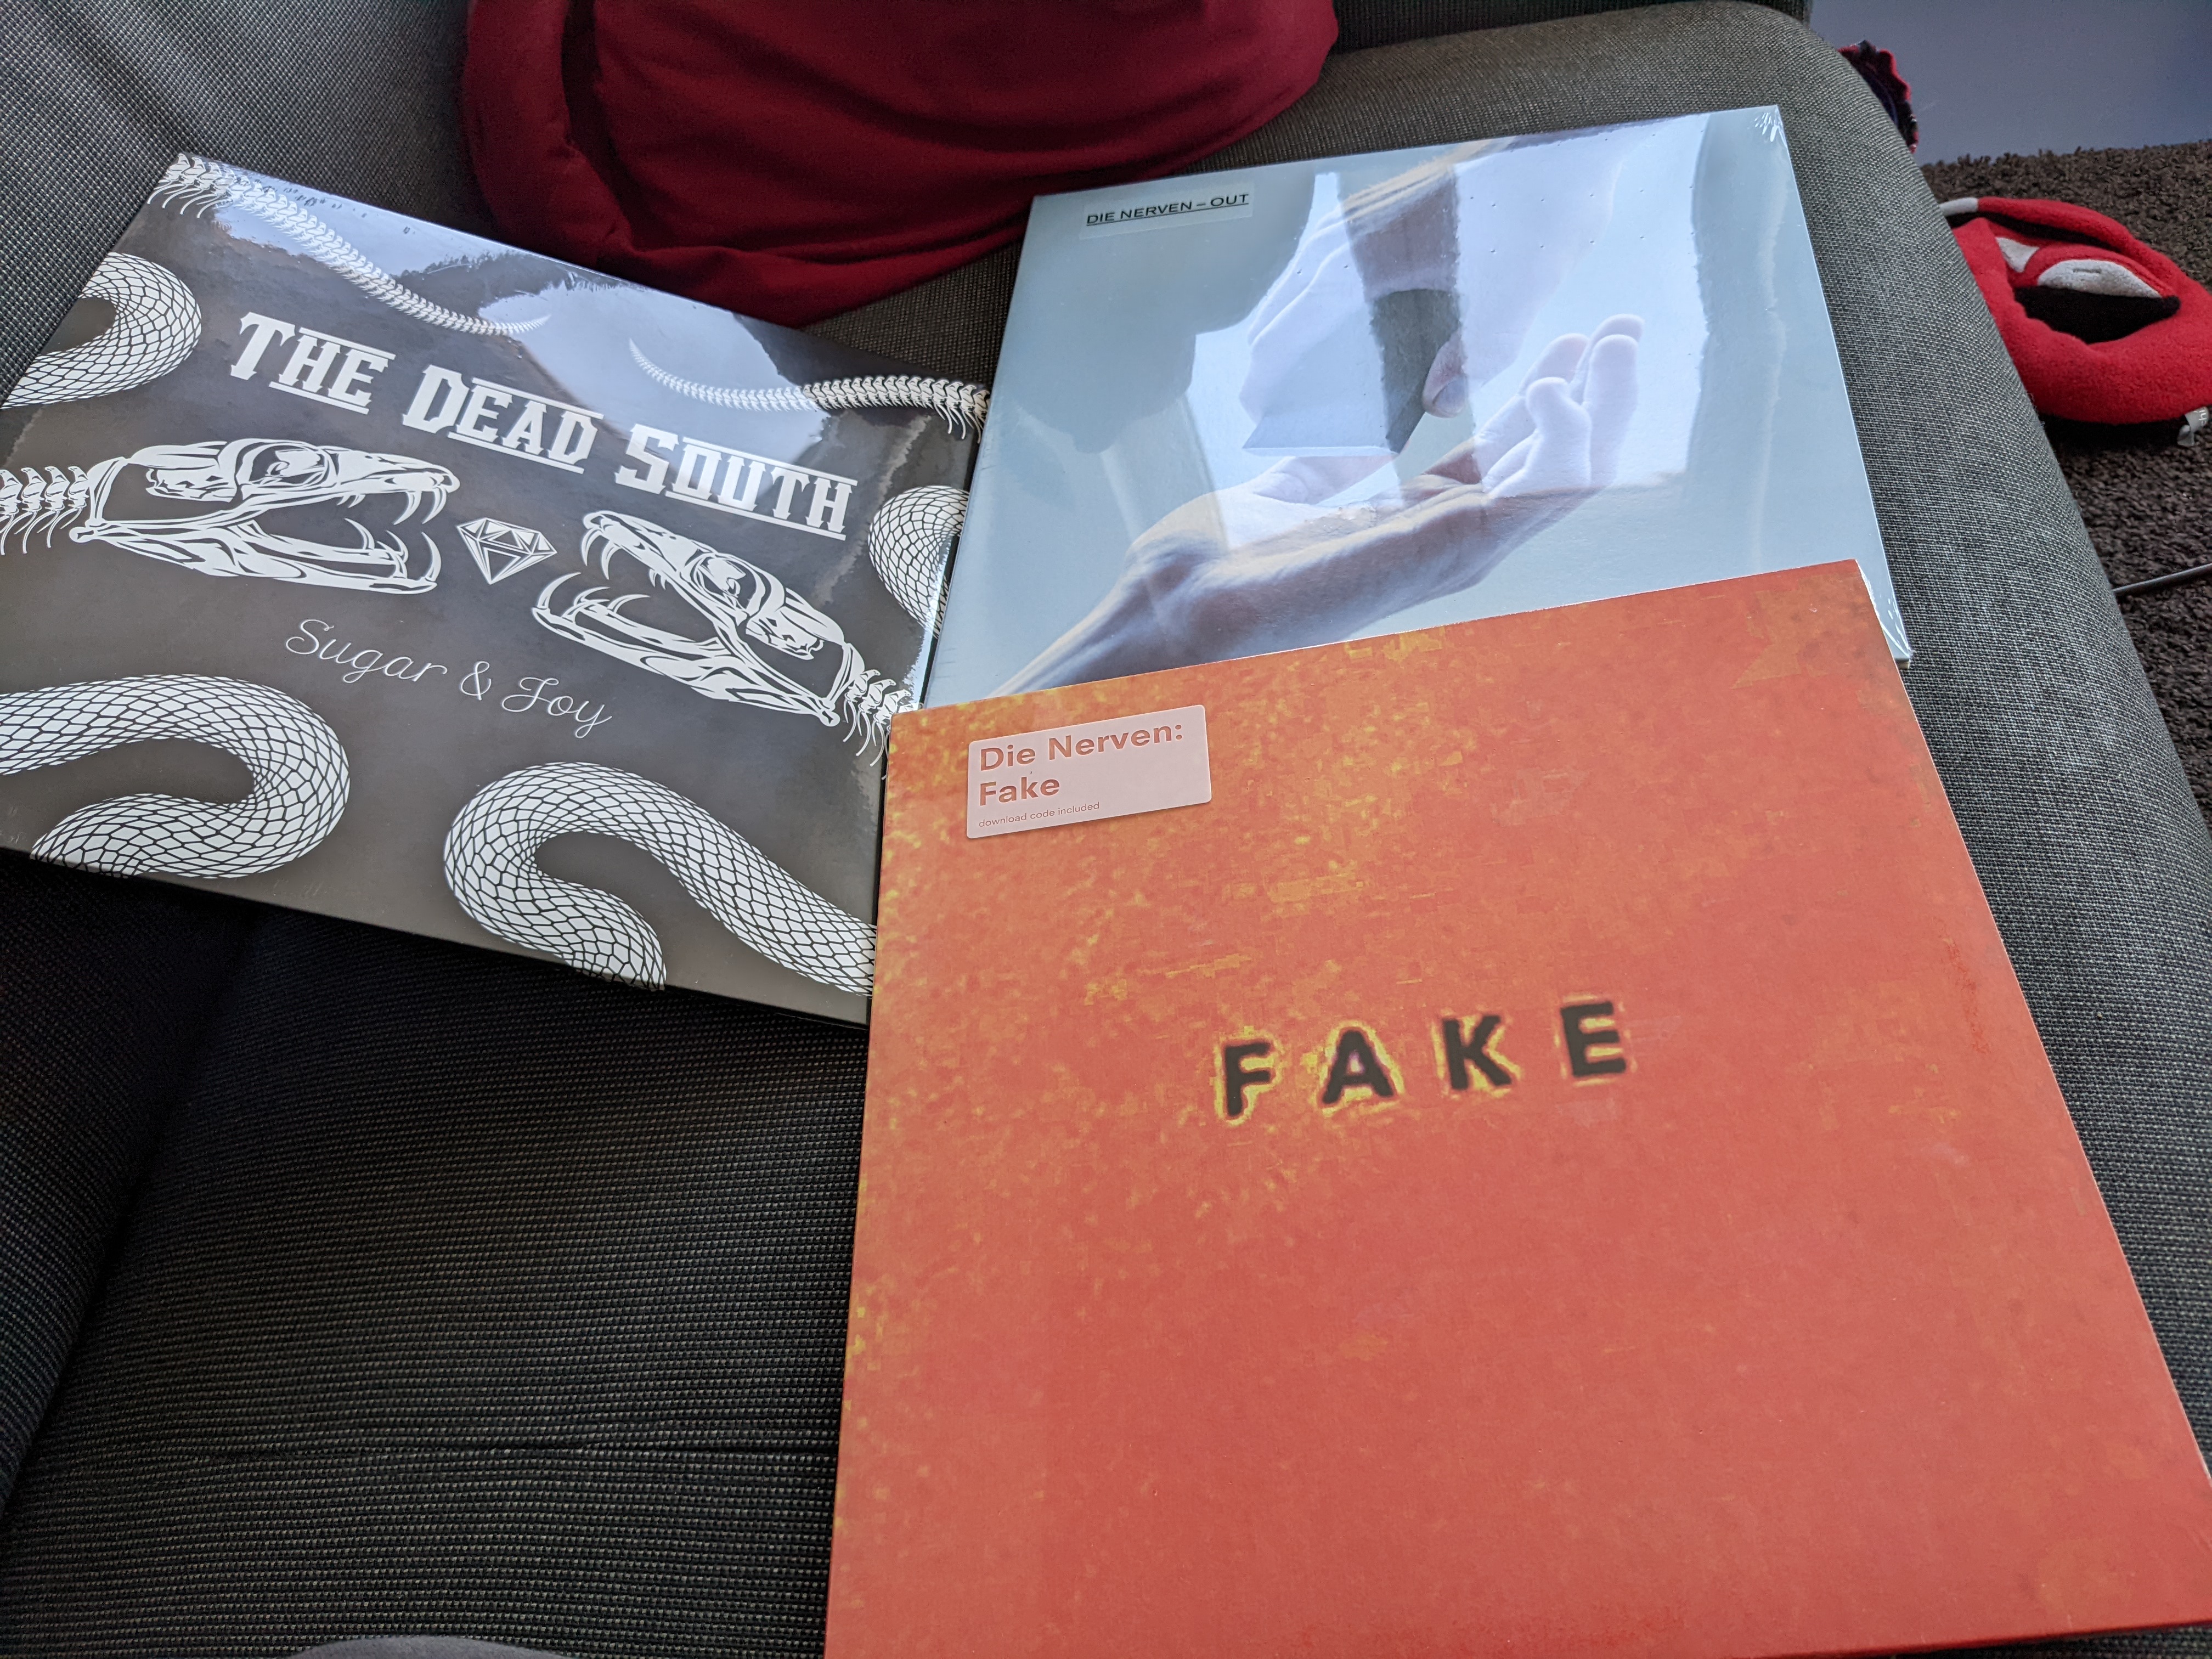 THE DEAD SOUTH
Sugar & Joy
DIE NERVEN – OUT
Die Nerven:
Fake
download code included
FAKE